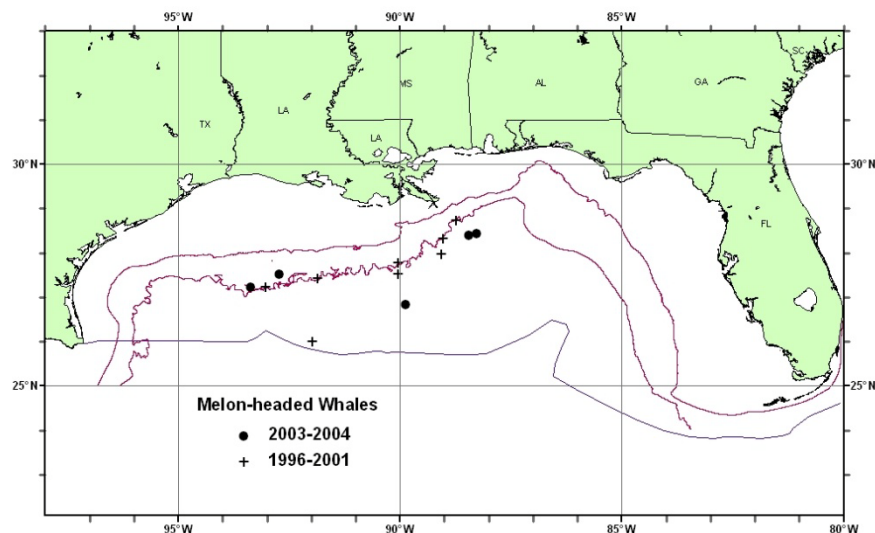 95°W 90°W 85°W 80°W
SC
MS AL GA
LA
TX
LA
30°N 30°N
FL
25°N 25°N
Melon-headed Whales
2003-2004
1996-2001
95°W 90°W 85°W 80°W